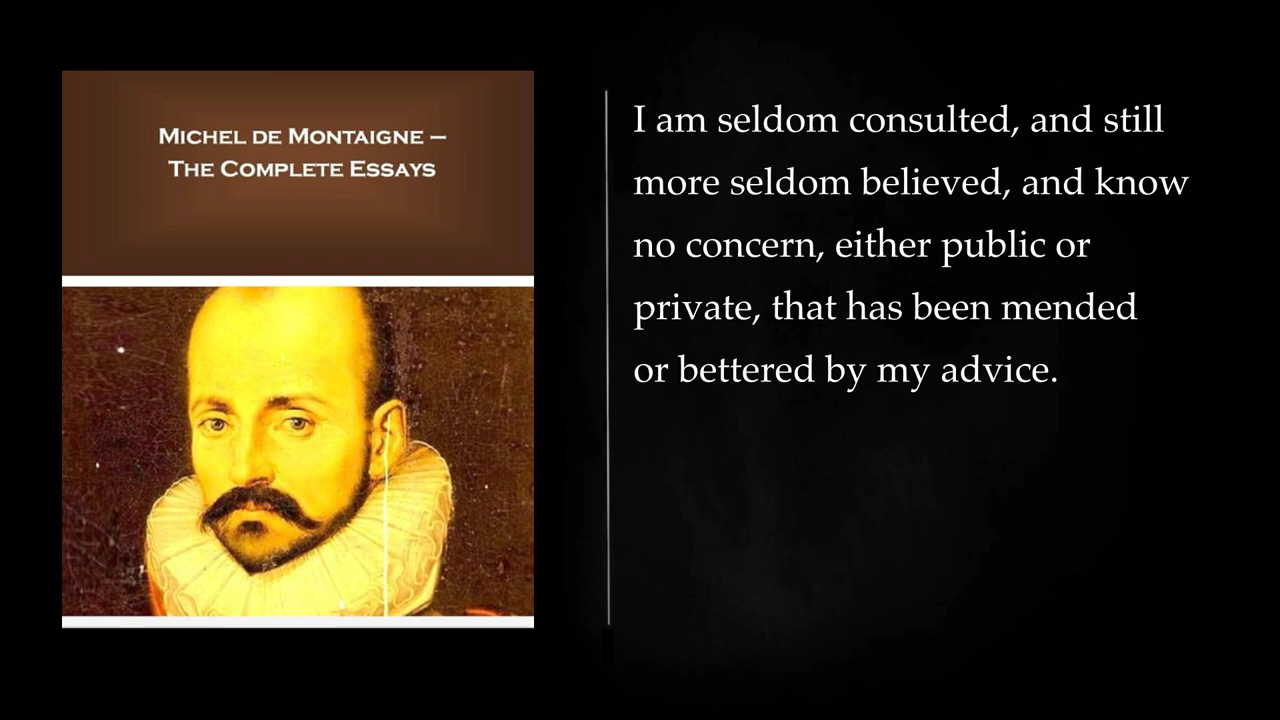 MICHEL DE MONTAIGNE –
THE COMPLETE ESSAYS
I am seldom consulted, and still
more seldom believed, and know
no concern, either public or
private, that has been mended
or bettered by my advice.